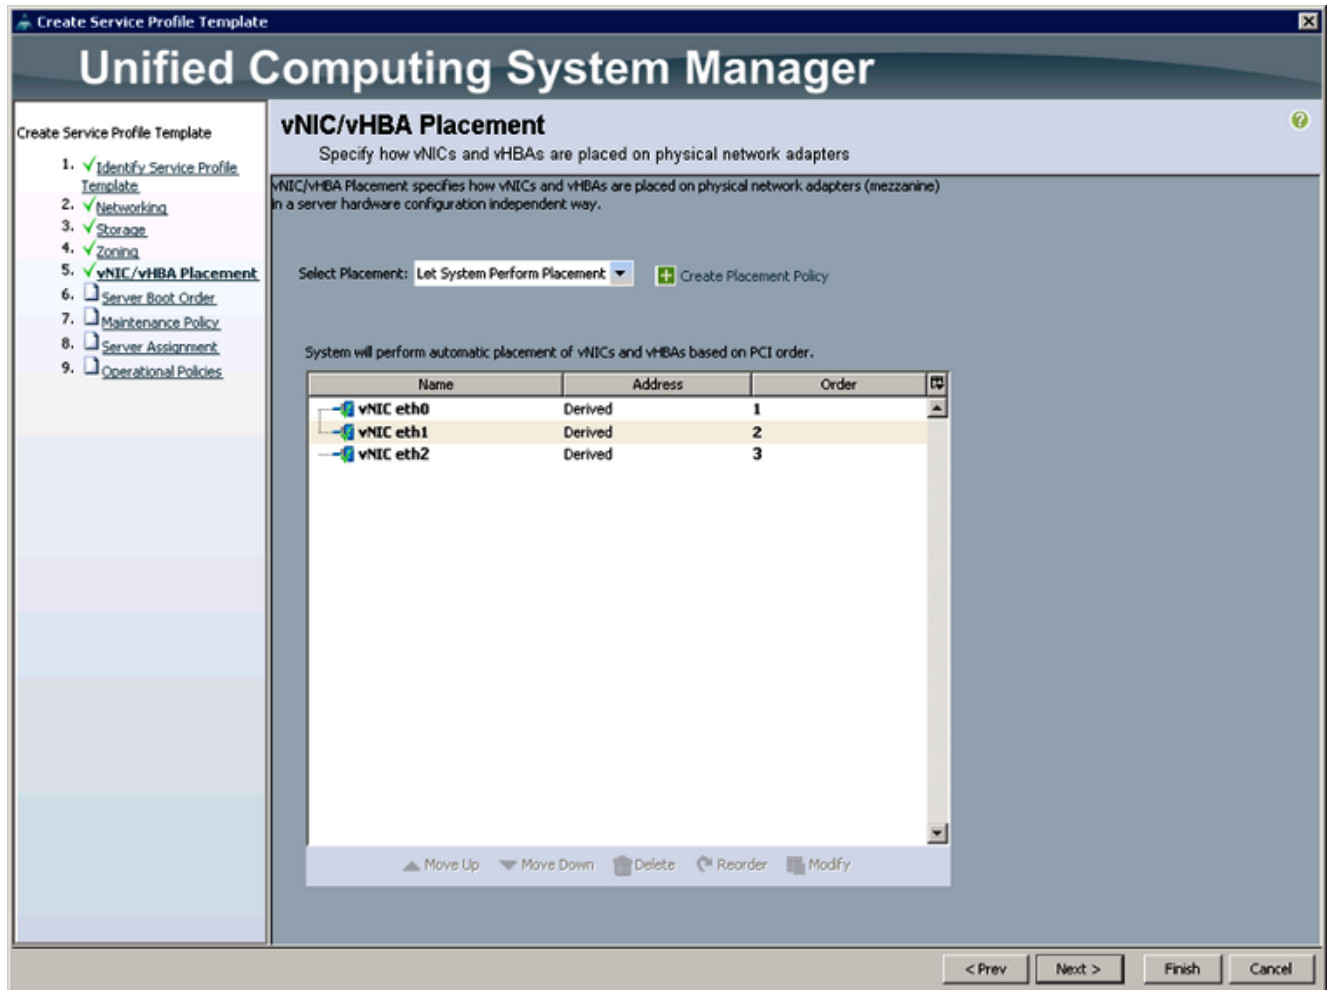 Create Service Profile Template
Unified Computing System Manager
Create Service Profile Template
1. Identify Service Profile
Template
2. Networking
3. Storage
4. Zoning
5. vNIC/vHBA Placement
6. Server Boot Order
7. Maintenance Policy
8. Server Assignment
9. Operational Policies
vNIC/vHBA Placement
Specify how vNICs and vHBAs are placed on physical network adapters
vNIC/vHBA Placement specifies how vNICs and vHBAs are placed on physical network adapters (mezzanine)
in a server hardware configuration independent way.
Select Placement: Let System Perform Placement Create Placement Policy
System will perform automatic placement of vNICs and vHBAs based on PCI order.
Name Address Order
vNIC eth0 Derived 1
vNIC eth1 Derived 2
vNIC eth2 Derived 3
Move Up Move Down Delete Reorder Modify
< Prev Next > Finish Cancel